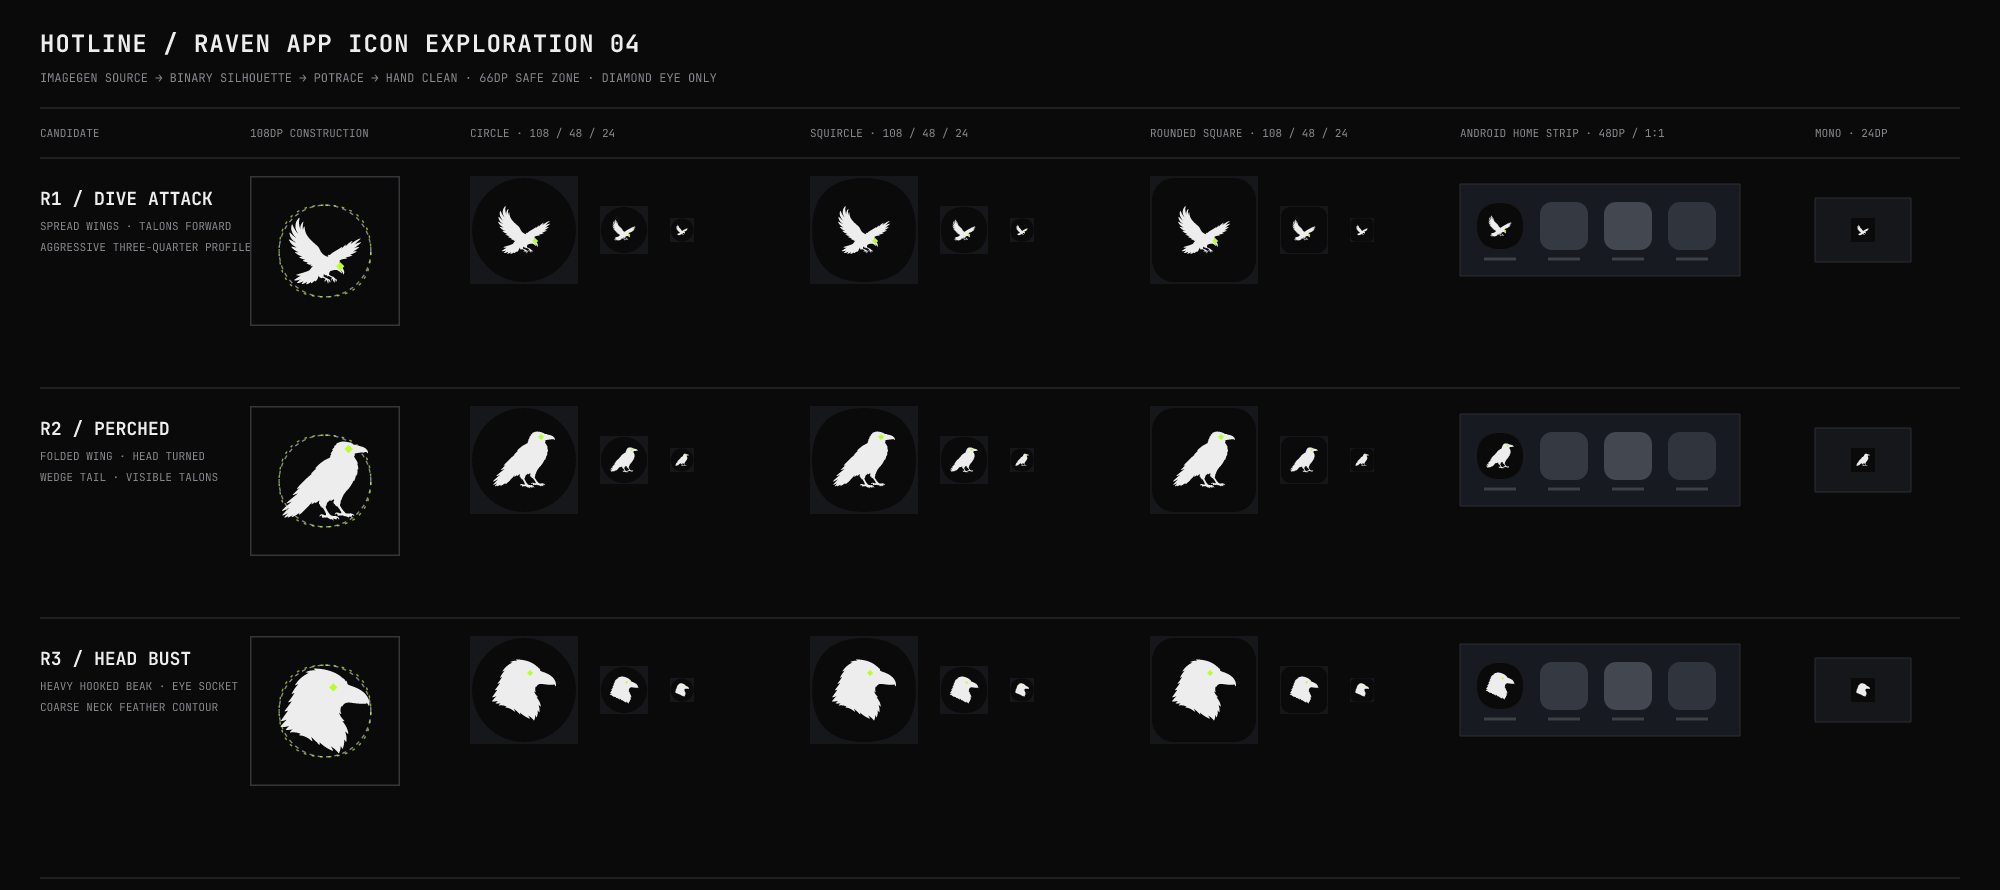 HOTLINE / RAVEN APP ICON EXPLORATION 04
IMAGEGEN SOURCE → BINARY SILHOUETTE → POTRACE → HAND CLEAN · 66DP SAFE ZONE · DIAMOND EYE ONLY
CANDIDATE 108DP CONSTRUCTION CIRCLE · 108 / 48 / 24 SQUIRCLE · 108 / 48 / 24 ROUNDED SQUARE · 108 / 48 / 24 ANDROID HOME STRIP · 48DP / 1:1 MONO · 24DP
R1 / DIVE ATTACK
SPREAD WINGS · TALONS FORWARD
AGGRESSIVE THREE-QUARTER PROFILE
R2 / PERCHED
FOLDED WING · HEAD TURNED
WEDGE TAIL · VISIBLE TALONS
R3 / HEAD BUST
HEAVY HOOKED BEAK · EYE SOCKET
COARSE NECK FEATHER CONTOUR